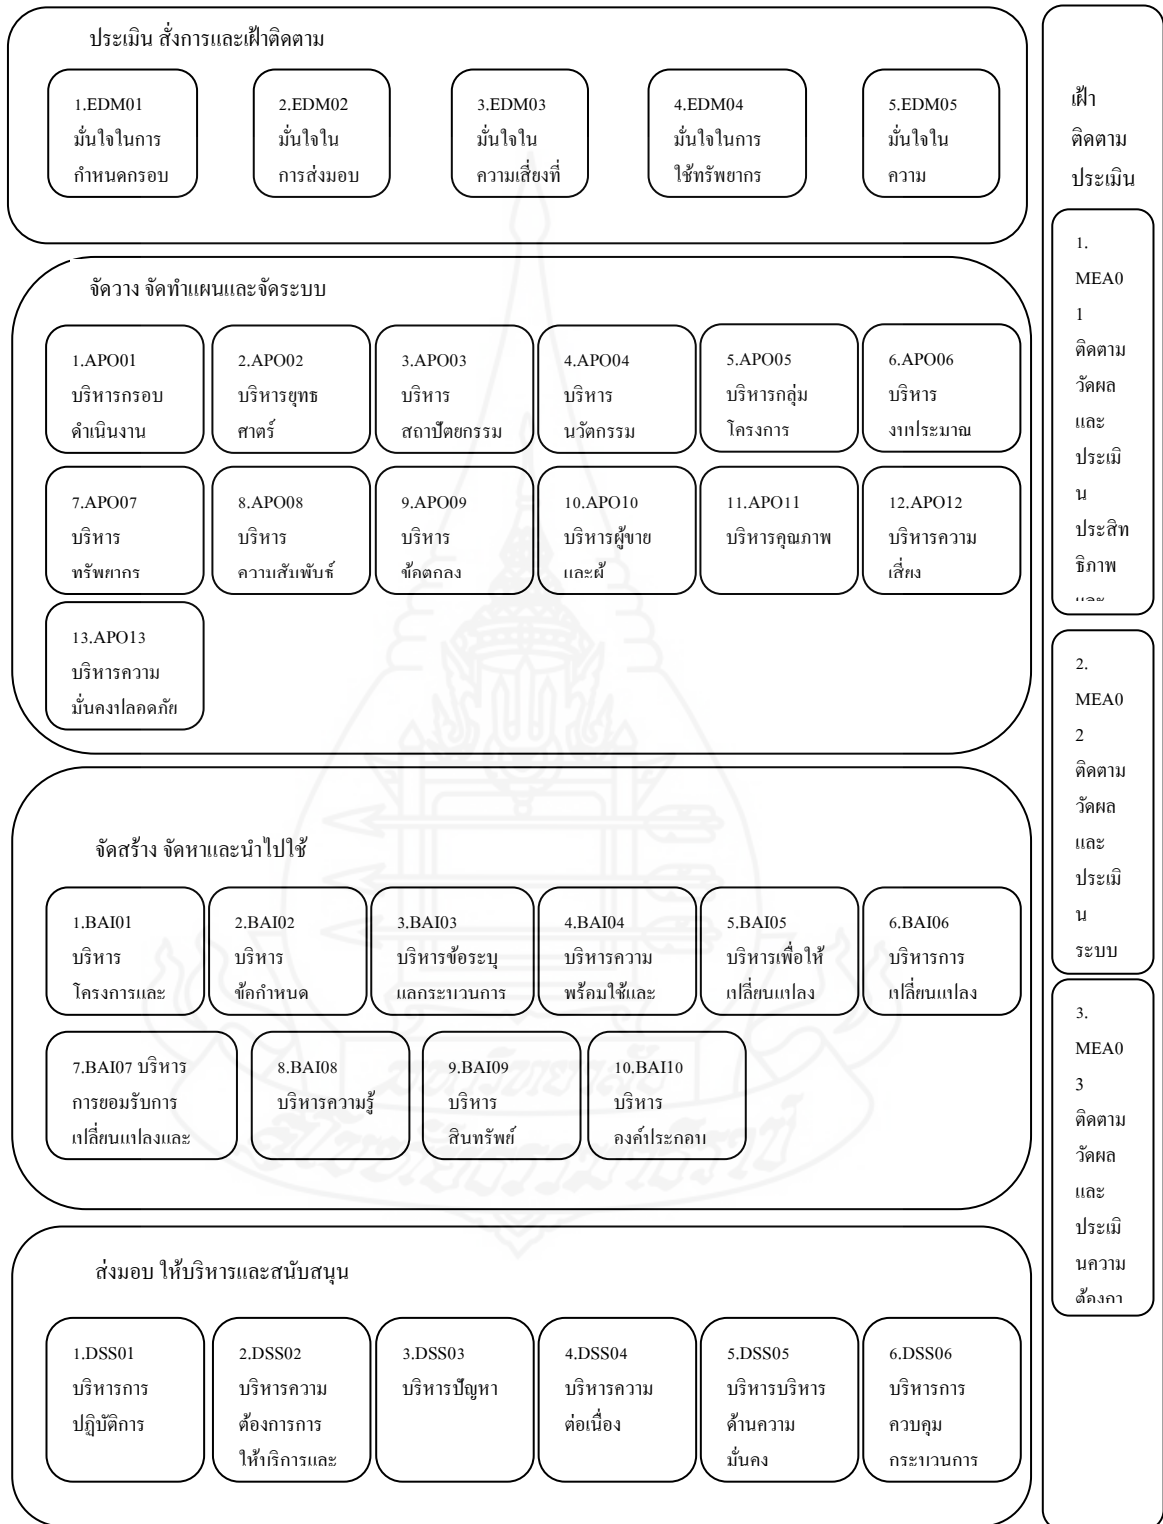 ประเมิน สั่งการและเฝ้าติดตาม
1.EDM01
มั่นใจในการ
กำหนดกรอบ
2.EDM02
มั่นใจใน
การส่งมอบ
3.EDM03
มั่นใจใน
ความเสี่ยงที่
4.EDM04
มั่นใจในการ
ใช้ทรัพยากร
5.EDM05
มั่นใจใน
ความ
จัดวาง จัดทำแผนและจัดระบบ
1.APO01
บริหารกรอบ
ดำเนินงาน
2.APO02
บริหารยุทธ
ศาตร์
3.APO03
บริหาร
สถาปัตยกรรม
4.APO04
บริหาร
นวัตกรรม
5.APO05
บริหารกลุ่ม
โครงการ
6.APO06
บริหาร
งบประมาณ
7.APO07
บริหาร
ทรัพยากร
8.APO08
บริหาร
ความสัมพันธ์
9.APO09
บริหาร
ข้อตกลง
10.APO10
บริหารผู้ขาย
และผู้
11.APO11
บริหารคุณภาพ
12.APO12
บริหารความ
เสี่ยง
13.APO13
บริหารความ
มั่นคงปลอดภัย
จัดสร้าง จัดหาและนำไปใช้
1.BAI01
บริหาร
โครงการและ
2.BAI02
บริหาร
ข้อกำหนด
3.BAI03
บริหารข้อระบุ
แลกระบวนการ
4.BAI04
บริหารความ
พร้อมใช้และ
5.BAI05
บริหารเพื่อให้
เปลี่ยนแปลง
6.BAI06
บริหารการ
เปลี่ยนแปลง
7.BAI07 บริหาร
การยอมรับการ
เปลี่ยนแปลงและ
8.BAI08
บริหารความรู้
9.BAI09
บริหาร
สินทรัพย์
10.BAI10
บริหาร
องค์ประกอบ
ส่งมอบ ให้บริหารและสนับสนุน
1.DSS01
บริหารการ
ปฏิบัติการ
2.DSS02
บริหารความ
ต้องการการ
ให้บริการและ
3.DSS03
บริหารปัญหา
4.DSS04
บริหารความ
ต่อเนื่อง
5.DSS05
บริหารบริหาร
ด้านความ
มั่นคง
6.DSS06
บริหารการ
ควบคุม
กระบวนการ
เฝ้า
ติดตาม
ประเมิน
1.
MEA0
1
ติดตาม
วัดผล
และ
ประเมิ
น
ประสิท
ธิภาพ
และ
2.
MEA0
2
ติดตาม
วัดผล
และ
ประเมิ
น
ระบบ
3.
MEA0
3
ติดตาม
วัดผล
และ
ประเมิ
นความ
ต้องกา